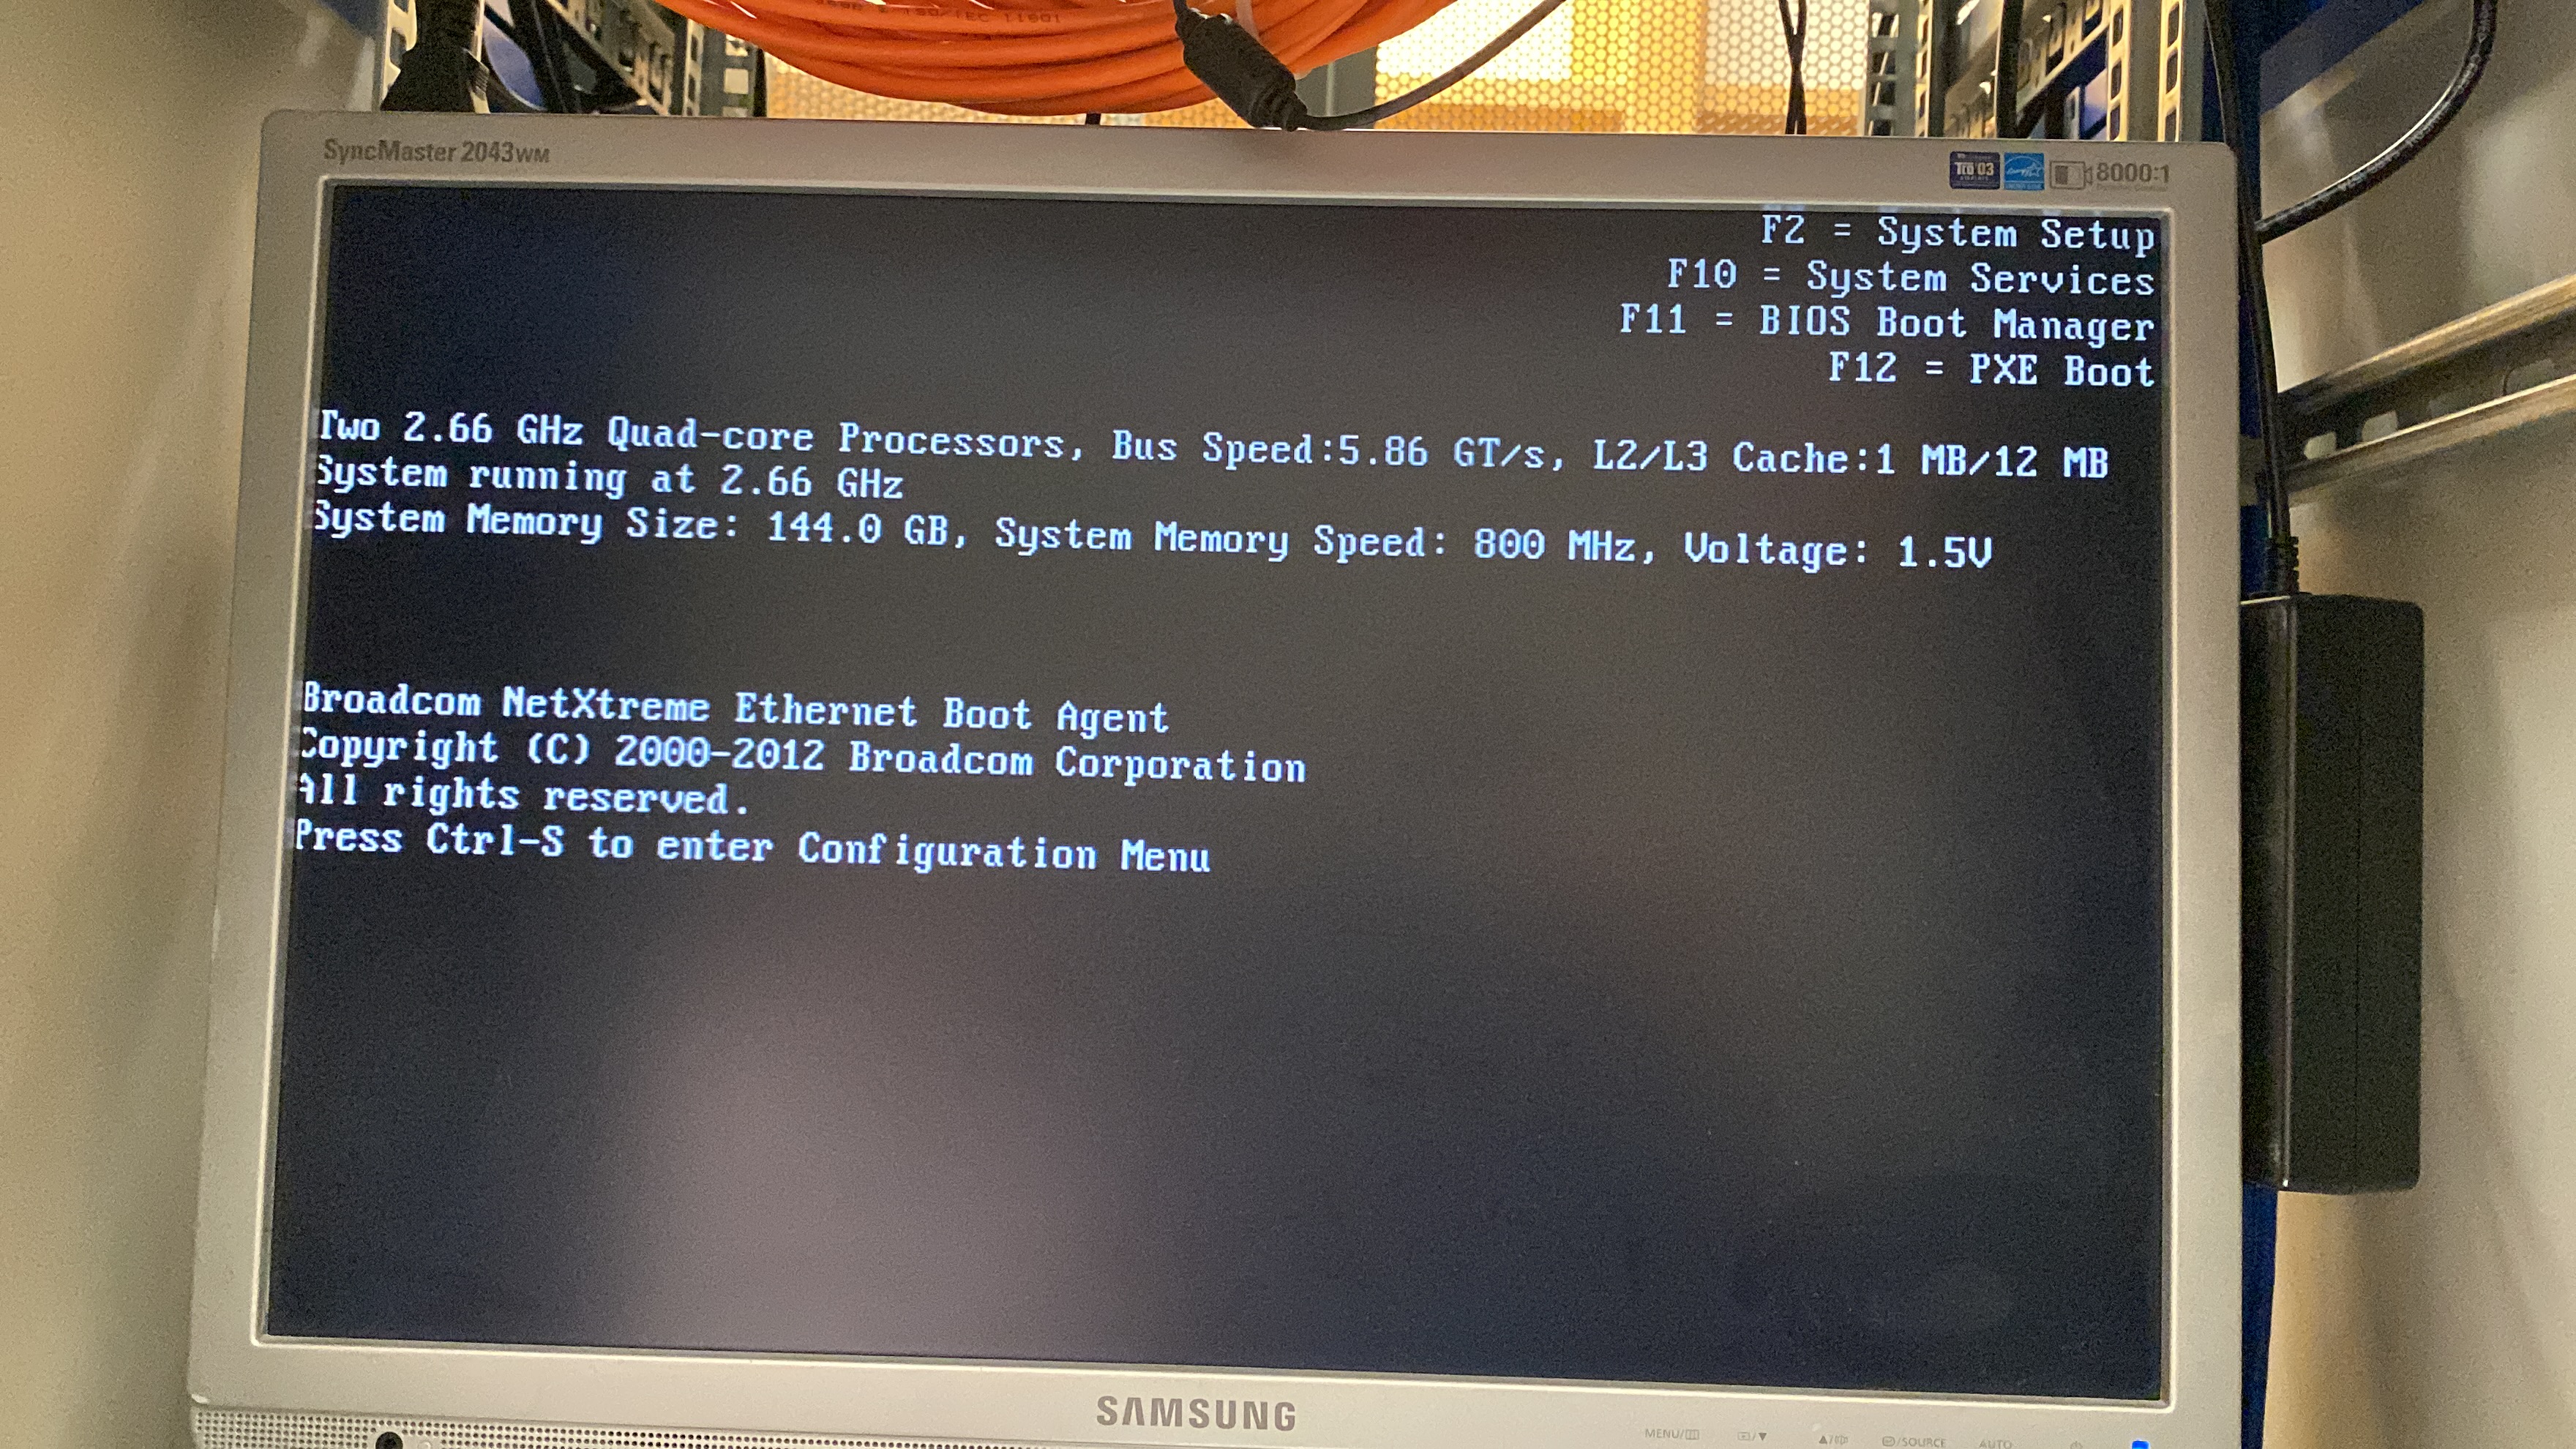 SyncMaster 2043WM
TCO'03
8000:1
F2 = System Setup
F10 = System Services
F11 = BIOS Boot Manager
F12 = PXE Boot
Two 2.66 GHz Quad-core Processors, Bus Speed:5.86 GT/s, L2/L3 Cache:1 MB/12 MB
System running at 2.66 GHz
System Memory Size: 144.0 GB, System Memory Speed: 800 MHz, Voltage: 1.5V
Broadcom NetXtreme Ethernet Boot Agent
Copyright (C) 2000-2012 Broadcom Corporation
All rights reserved.
Press Ctrl-S to enter Configuration Menu
SAMSUNG
MENU/
/SOURCE
AUTO